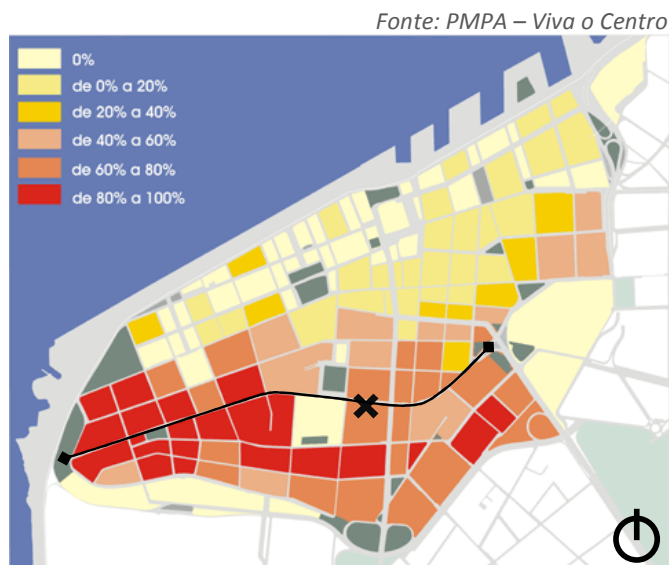 Fonte: PMPA – Viva o Centro
0%
de 0% a 20%
de 20% a 40%
de 40% a 60%
de 60% a 80%
de 80% a 100%